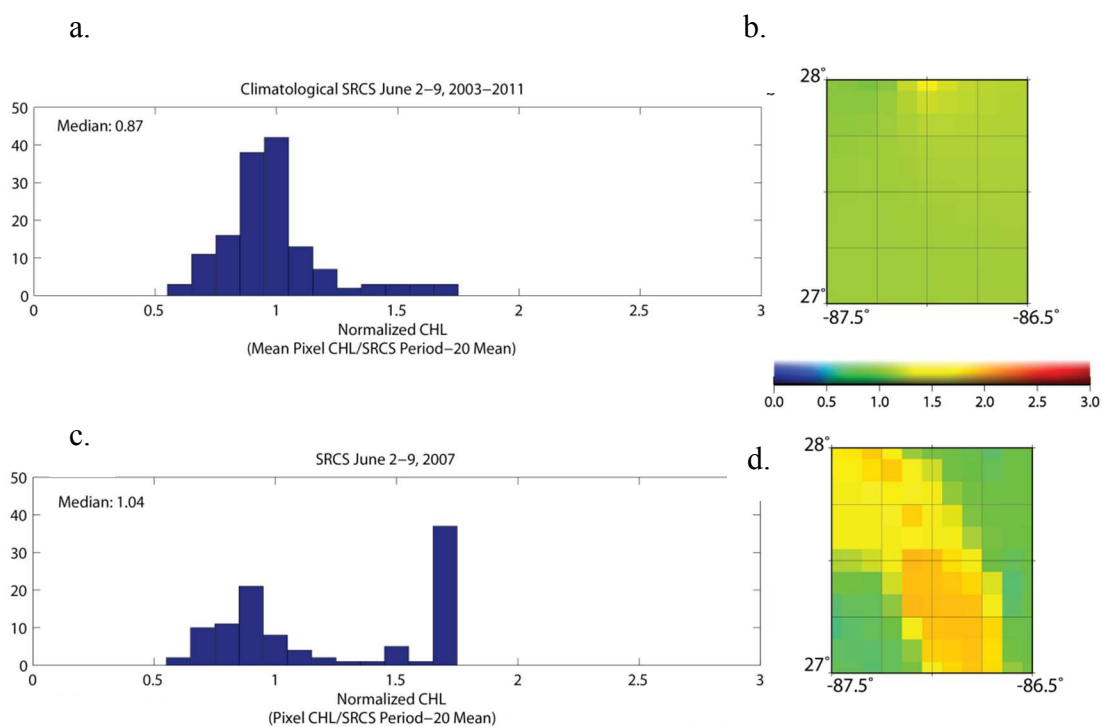 a.
Climatological SRCS June 2–9, 2003–2011
Median: 0.87
50
40
30
20
10
0
0 0.5 1 1.5 2 2.5 3
Normalized CHL
(Mean Pixel CHL/SRCS Period–20 Mean)
b.
~
28˚
27˚
-87.5˚ -86.5˚
0.0 0.5 1.0 1.5 2.0 2.5 3.0
c.
SRCS June 2–9, 2007
Median: 1.04
50
40
30
20
10
0
0 0.5 1 1.5 2 2.5 3
Normalized CHL
(Pixel CHL/SRCS Period–20 Mean)
d.
28˚
27˚
-87.5˚ -86.5˚